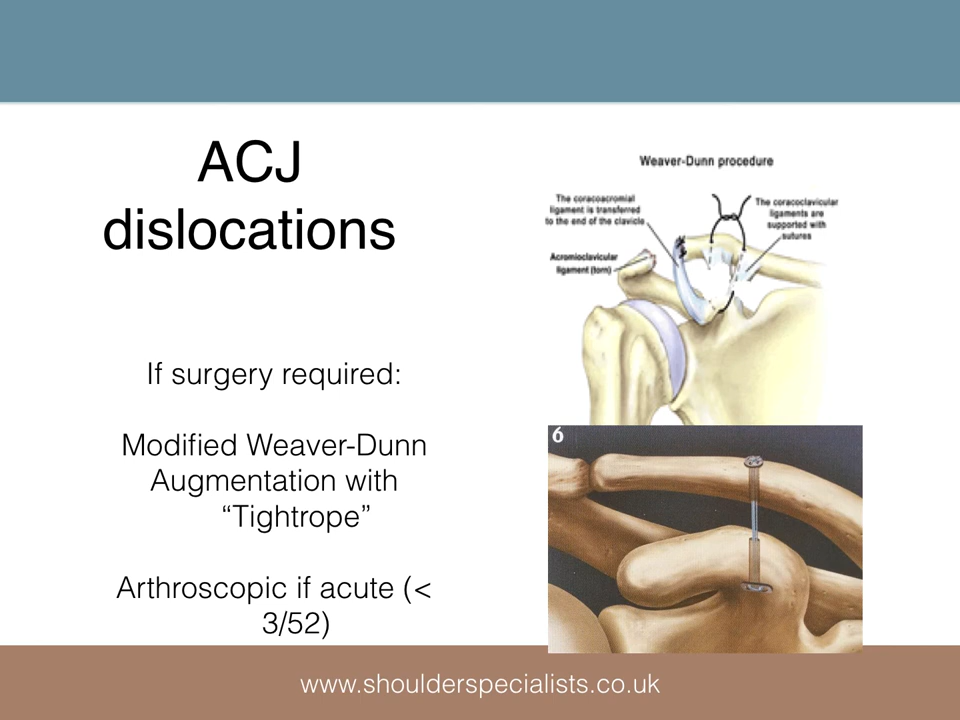 ACJ
dislocations
If surgery required:
Modified Weaver-Dunn
Augmentation with
“Tightrope”
Arthroscopic if acute (<
3/52)
Weaver-Dunn procedure
The coracoacromial
ligament is transferred
to the end of the clavicle
The coracoclavicular
ligaments are
supported with
sutures
Acromioclavicular
ligament (torn)
6
www.shoulderspecialists.co.uk